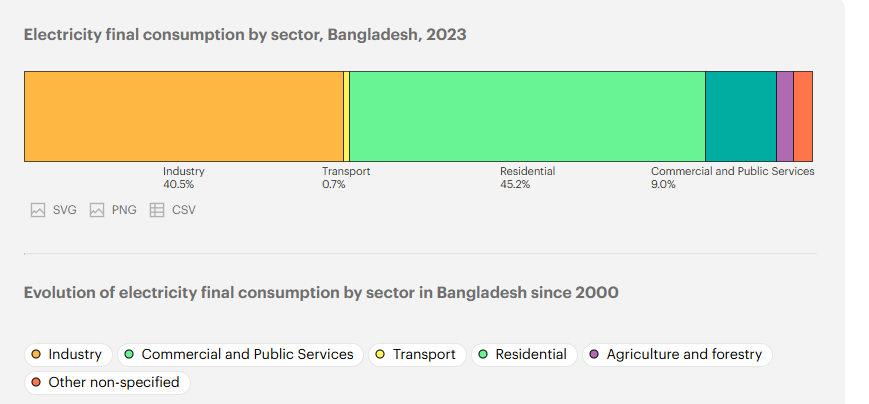 Electricity final consumption by sector, Bangladesh, 2023
Industry Transport Residential Commercial and Public Services
40.5% 0.7% 45.2% 9.0%
SVG PNG CSV
Evolution of electricity final consumption by sector in Bangladesh since 2000
Industry Commercial and Public Services Transport Residential Agriculture and forestry
Other non-specified